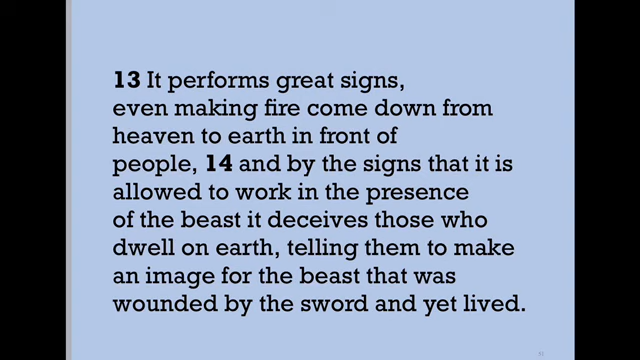 13 It performs great signs,
even making fire come down from
heaven to earth in front of
people, 14 and by the signs that it is
allowed to work in the presence
of the beast it deceives those who
dwell on earth, telling them to make
an image for the beast that was
wounded by the sword and yet lived.